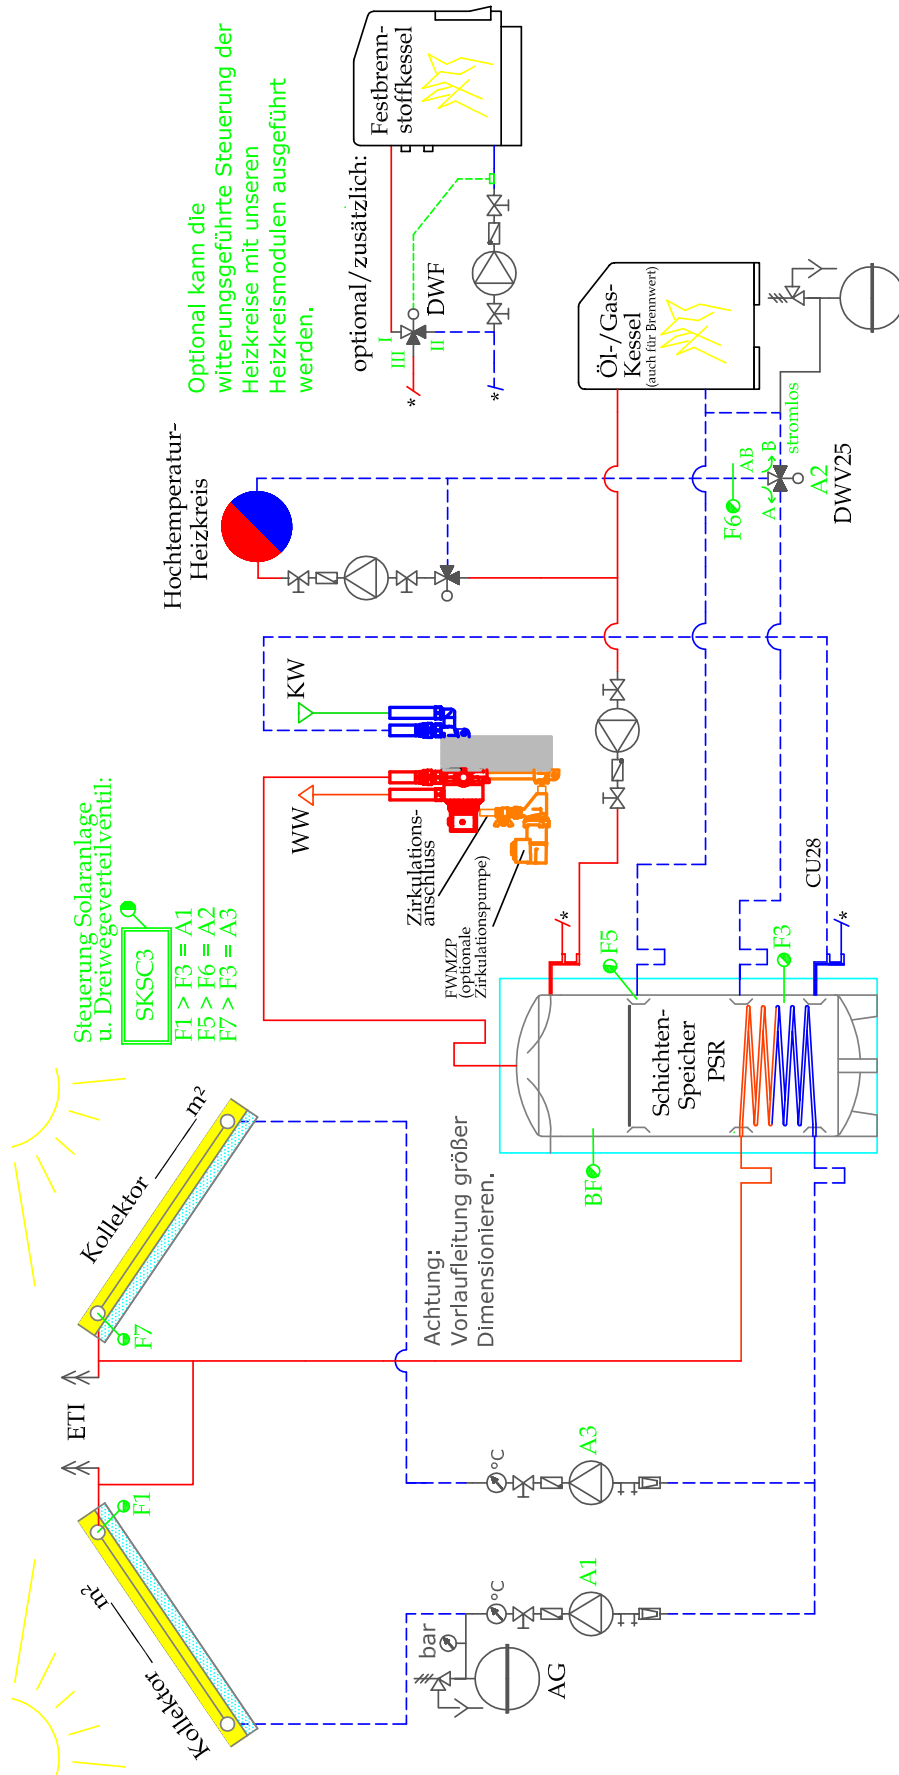 Kollektor
m²
F1
ETI
F7
Kollektor
m²
Steuerung Solaranlage
u. Dreiwegeverteilventil:
SKSC3
F1 > F3 = A1
F5 > F6 = A2
F7 > F3 = A3
WW
KW
Hochtemperatur-
Heizkreis
Optional kann die
witterungsgeführte Steuerung der
Heizkreise mit unseren
Heizkreismodulen ausgeführt
werden.
optional/zusätzlich:
Festbrenn-
stoffkessel
I
III
II
DWF
*
*
Zirkulations-
anschluss
FWMZP
(optionale
Zirkulationspumpe)
Achtung:
Vorlaufleitung größer
Dimensionieren.
bar
AG
°C
A1
°C
A3
BF
Schichten-
Speicher
PSR
F5
F3
*
*
CU28
Öl-/Gas-
Kessel
(auch für Brennwert)
F6
AB
A
B
stromlos
A2
DWV25